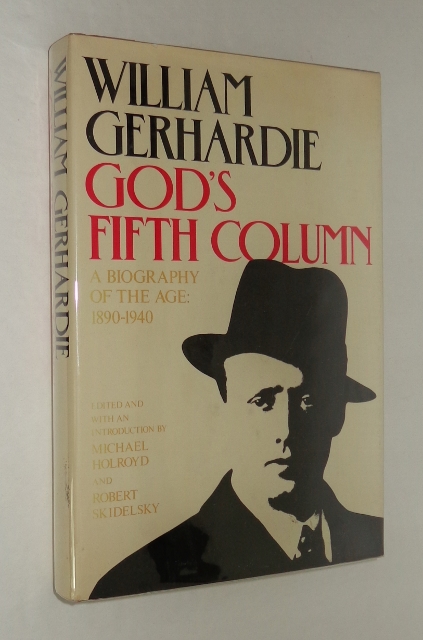 WILLIAM
GERHARDIE
GOD'S
FIFTH COLUMN
A BIOGRAPHY
OF THE AGE:
1890-1940
EDITED AND
WITH AN
INTRODUCTION BY
MICHAEL
HOLROYD
AND
ROBERT
SKIDELSKY
WILLIAM GERHARDIE